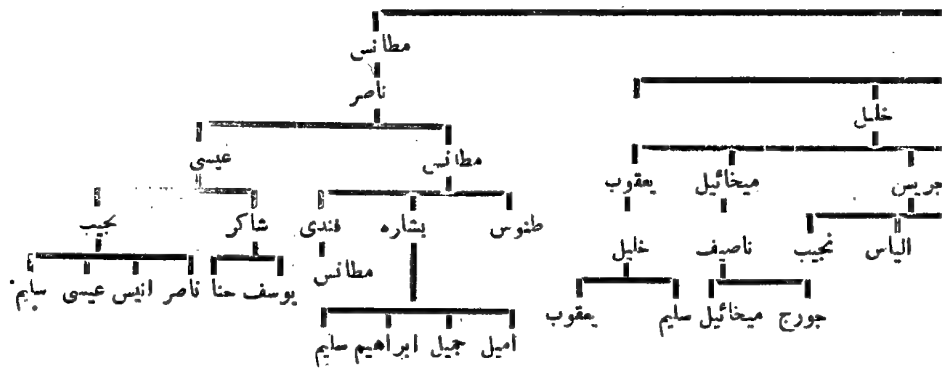 مطانس
ناصر
خليل
عيسى
مطانس
يعقوب
ميخائيل
جريس
نجيب
شاكر
فندى
بشاره
طنوس
نجيب
الياس
مطانس
خليل
ناصيف
سليم
عيسى
انيس
ناصر
حنا
يوسف
يعقوب
سليم
ميخائيل
جورج
سليم
ابراهيم
جميل
اميل